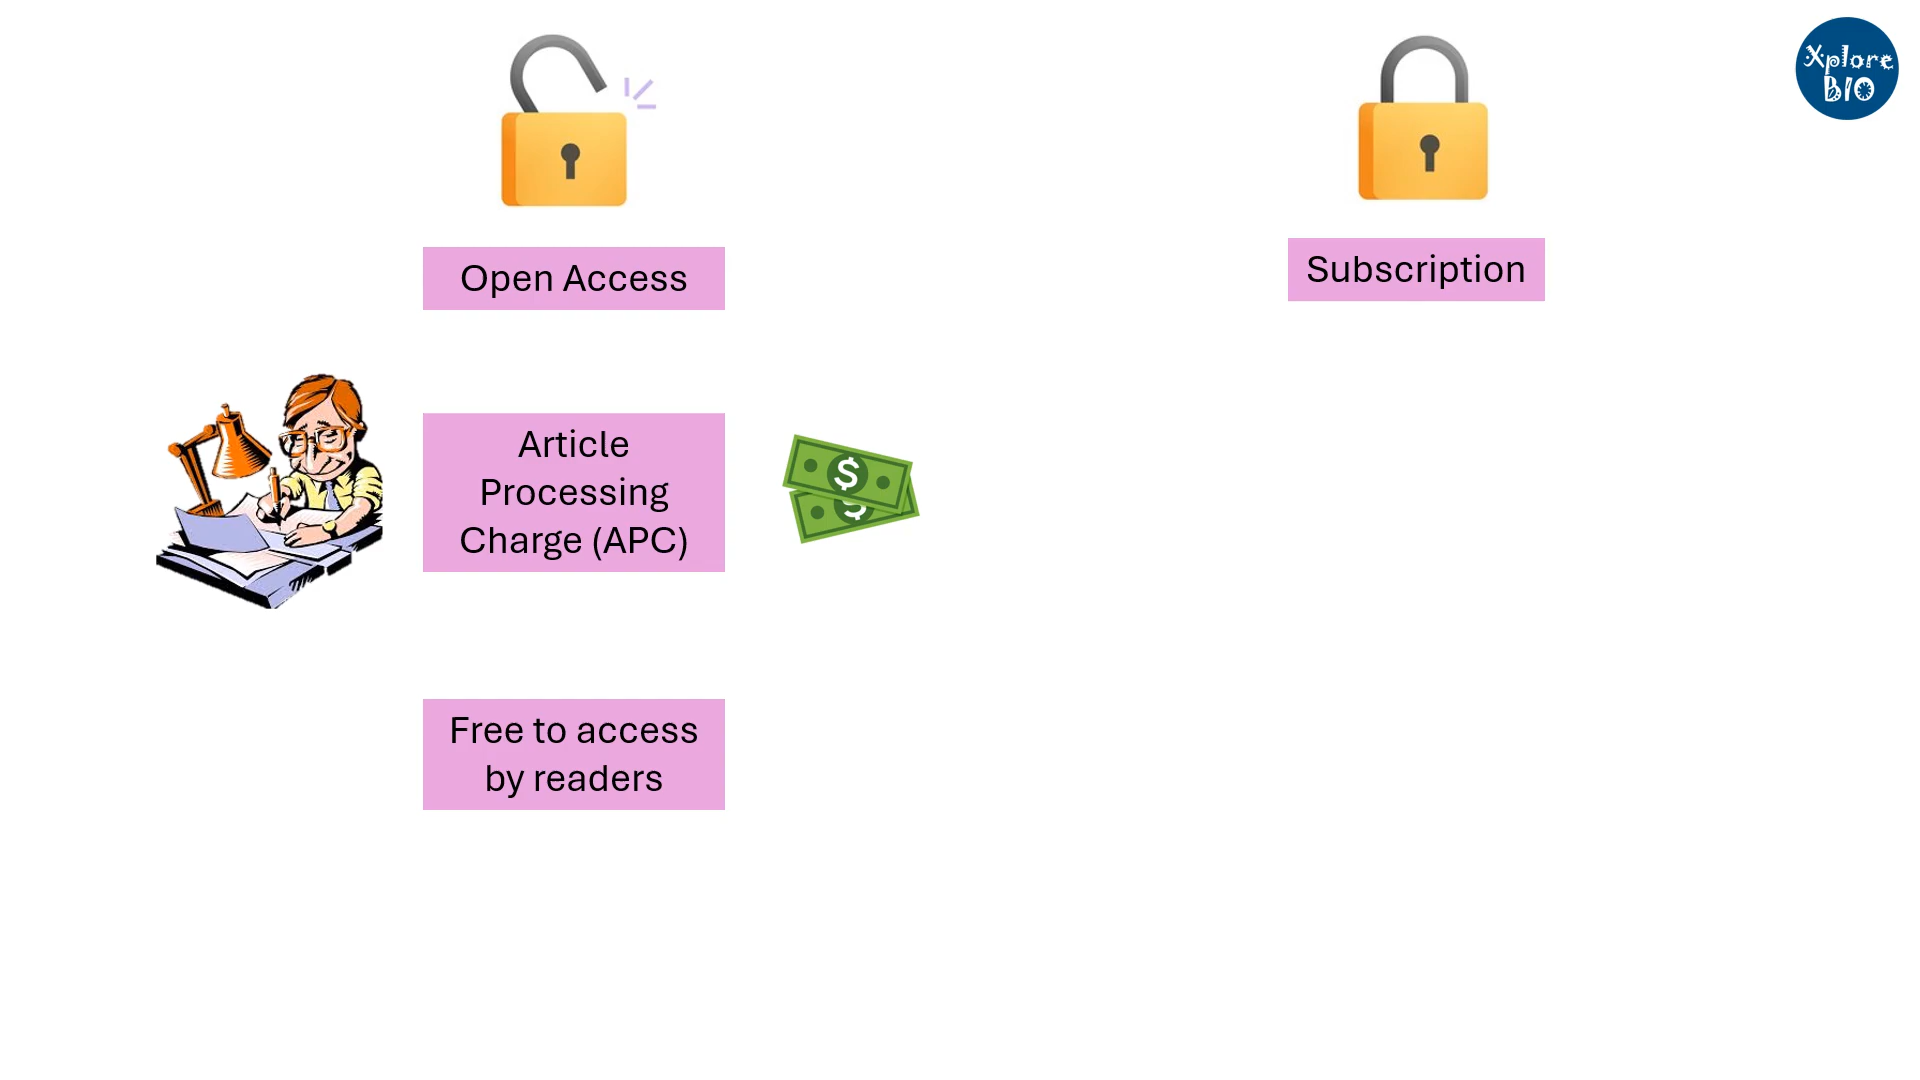 Xplore
BIO
Open Access
Subscription
Article
Processing
Charge (APC)
$
$
Free to access
by readers